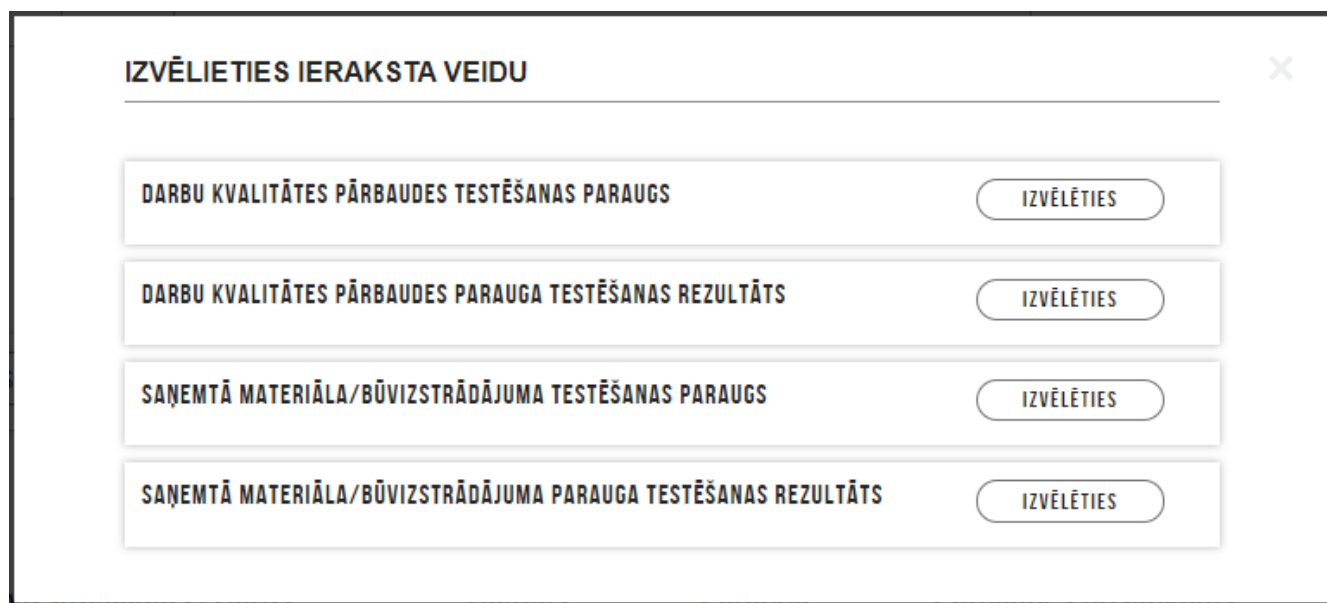 IZVĒLIETIES IERAKSTA VEIDU
DARBU KVALITĀTES PĀRBAUDES TESTĒŠANAS PARAUGS
IZVĒLĒTIES
DARBU KVALITĀTES PĀRBAUDES PARAUGA TESTĒŠANAS REZULTĀTS
IZVĒLĒTIES
SAŅEMTĀ MATERIĀLA/BŪVIZSTRĀDĀJUMA TESTĒŠANAS PARAUGS
IZVĒLĒTIES
SAŅEMTĀ MATERIĀLA/BŪVIZSTRĀDĀJUMA PARAUGA TESTĒŠANAS REZULTĀTS
IZVĒLĒTIES